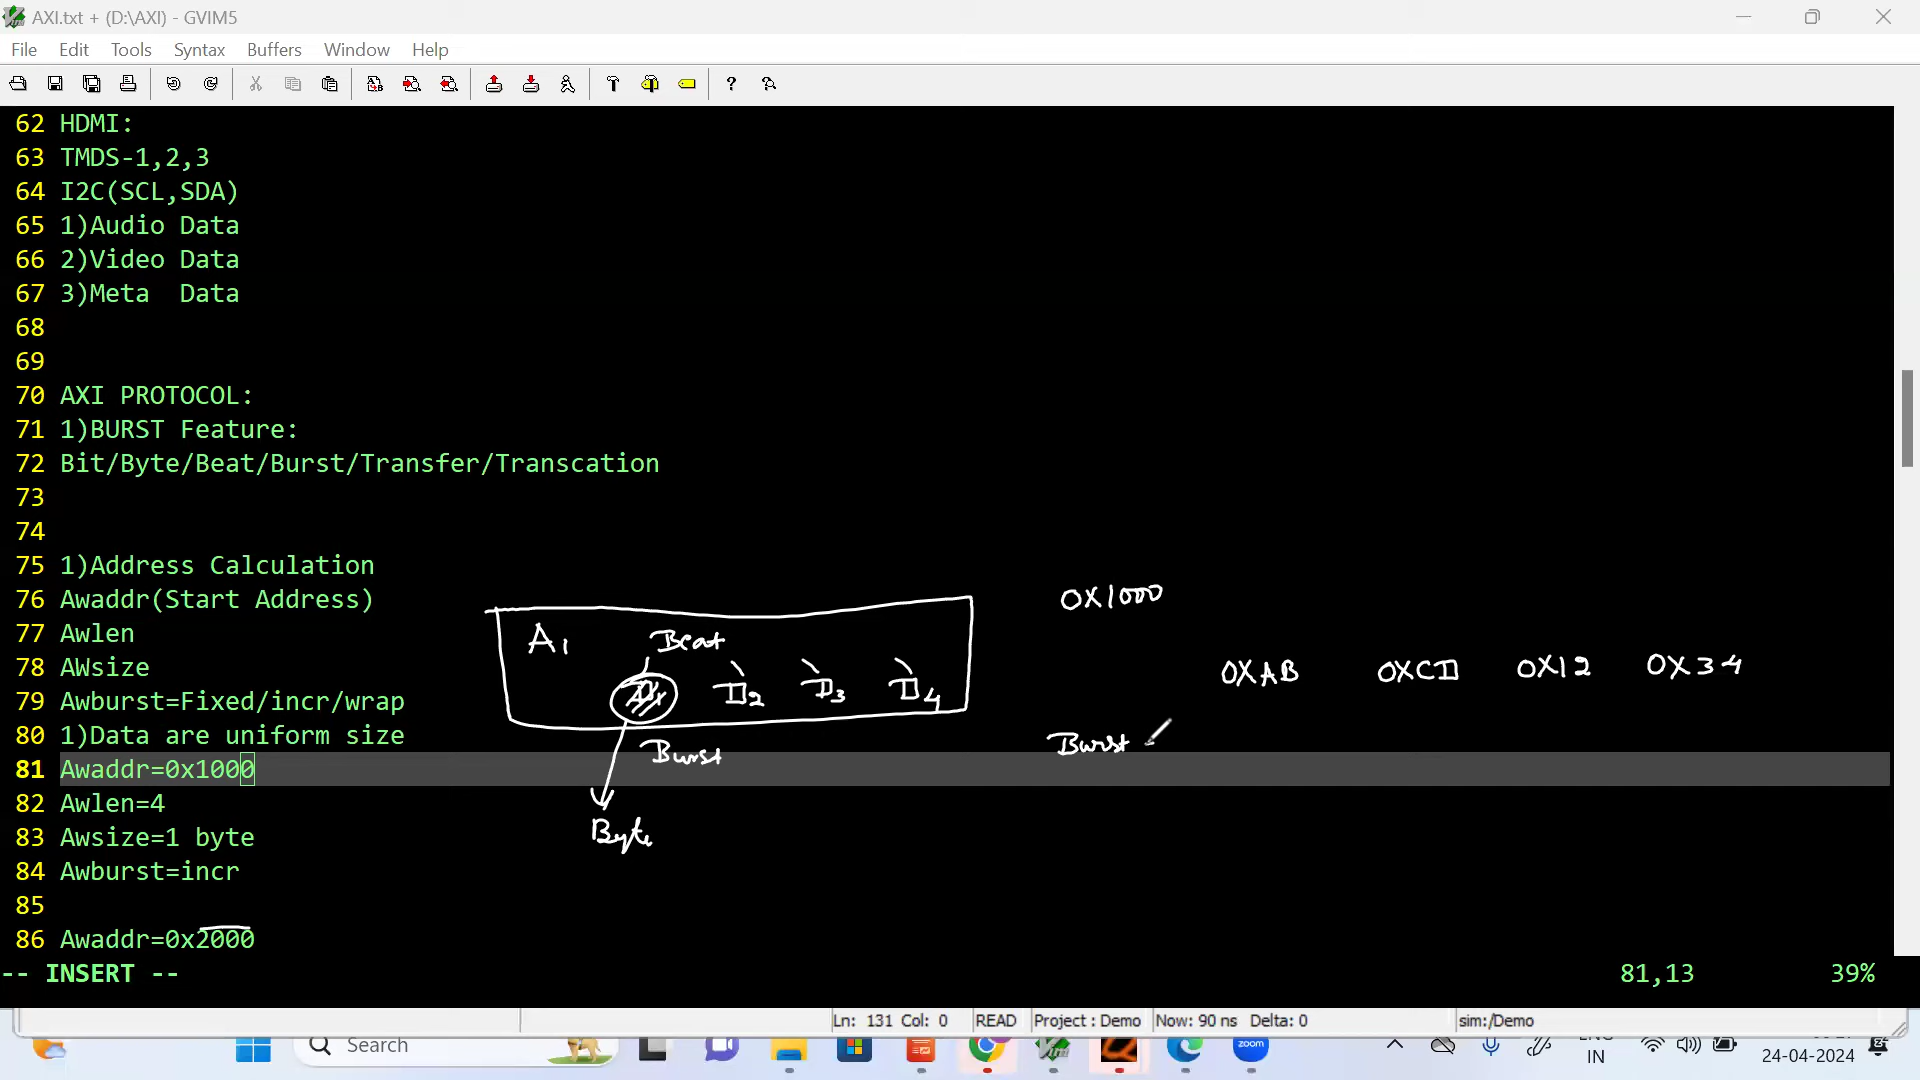 AXI.txt + (D:\AXI) - GVIM5
File Edit Tools Syntax Buffers Window Help
62 HDMI:
63 TMDS-1,2,3
64 I2C(SCL,SDA)
65 1)Audio Data
66 2)Video Data
67 3)Meta  Data
68
69
70 AXI PROTOCOL:
71 1)BURST Feature:
72 Bit/Byte/Beat/Burst/Transfer/Transcation
73
74
75 1)Address Calculation
76 Awaddr(Start Address)
0X1000
77 Awlen
A1 Beat
78 AWsize
0XAB 0XCD 0X12 0X34
79 Awburst=Fixed/incr/wrap
D2 D3 D4
80 1)Data are uniform size
Burst
Burst
81 Awaddr=0x1000
82 Awlen=4
83 Awsize=1 byte
Byte
84 Awburst=incr
85
86 Awaddr=0x2000
-- INSERT -- 81,13 39%
Ln: 131 Col: 0 READ Project : Demo Now: 90 ns Delta: 0 sim:/Demo
Search
zoom
IN
24-04-2024